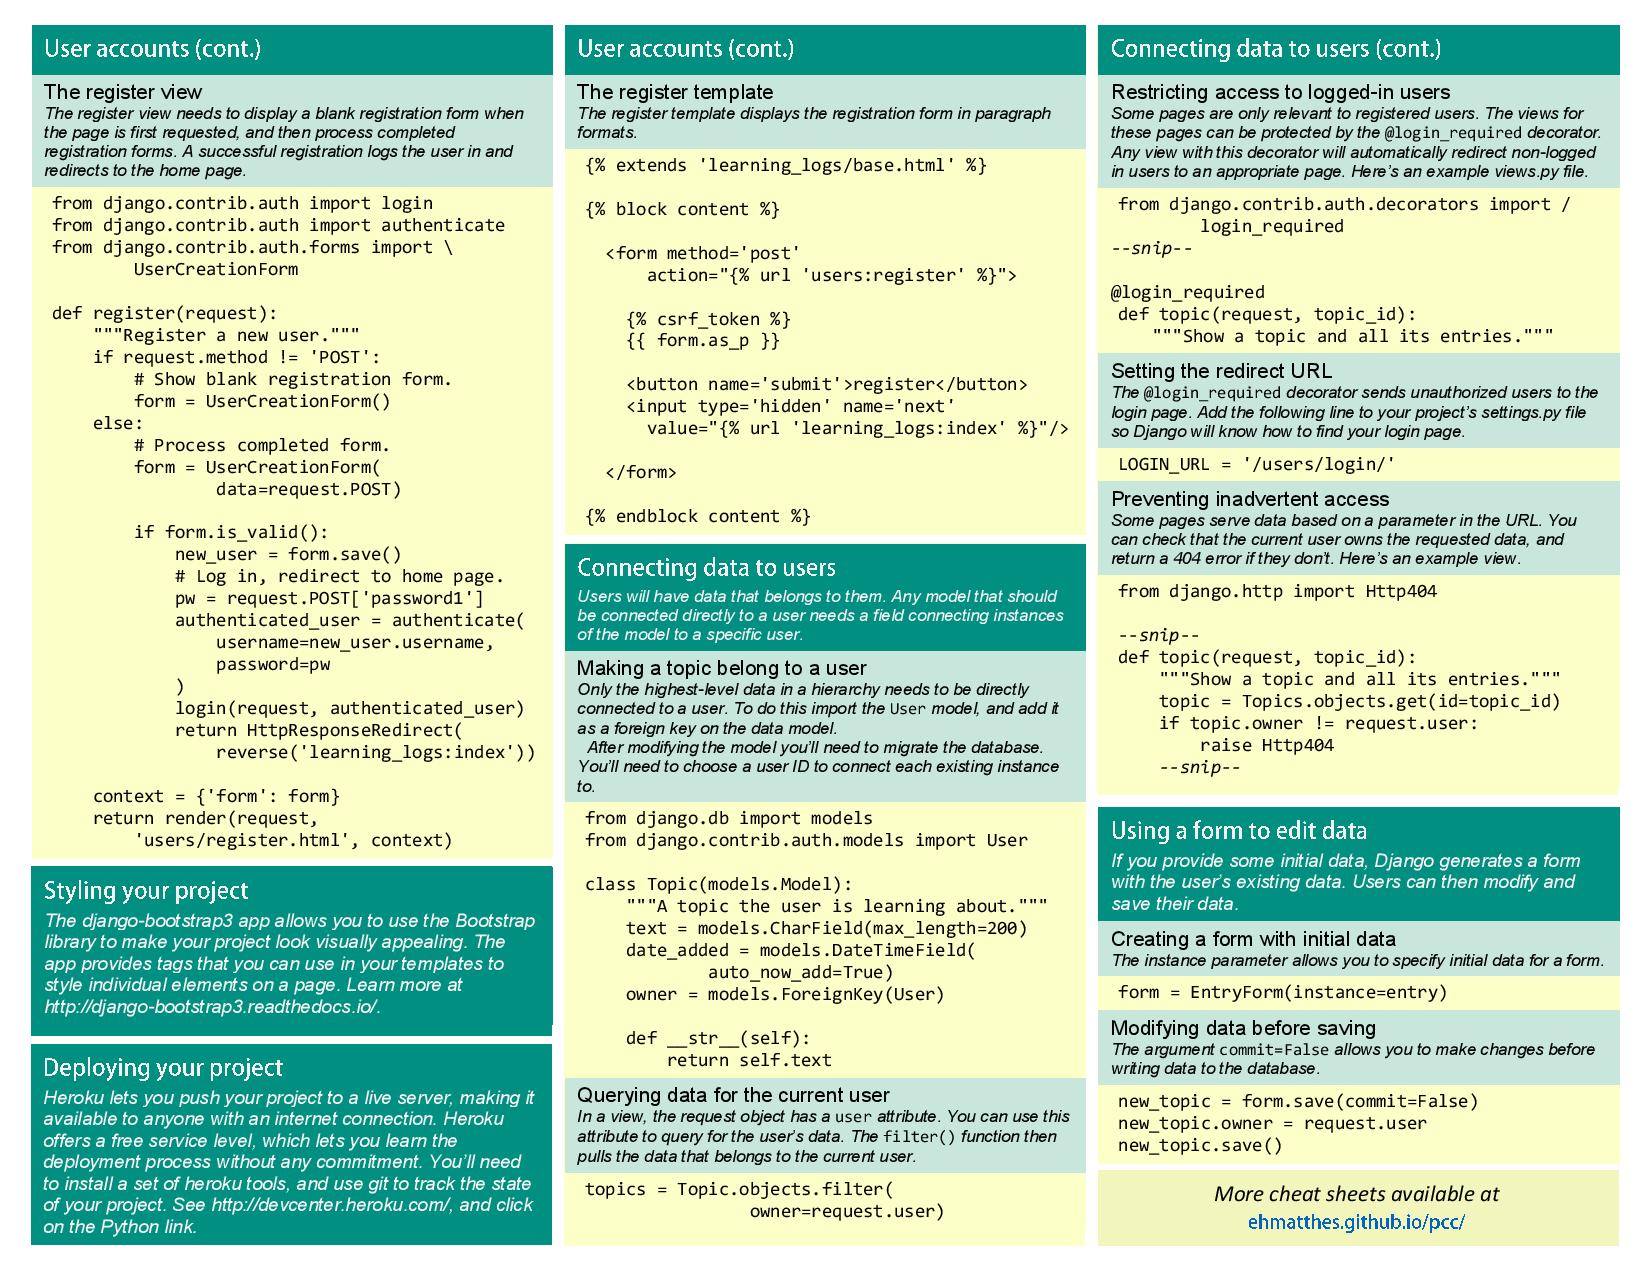 User accounts (cont.)
The register view
The register view needs to display a blank registration form when
the page is first requested, and then process completed
registration forms. A successful registration logs the user in and
redirects to the home page.
from django.contrib.auth import login
from django.contrib.auth import authenticate
from django.contrib.auth.forms import \
        UserCreationForm

def register(request):
    """Register a new user."""
    if request.method != 'POST':
        # Show blank registration form.
        form = UserCreationForm()
    else:
        # Process completed form.
        form = UserCreationForm(
                data=request.POST)

        if form.is_valid():
            new_user = form.save()
            # Log in, redirect to home page.
            pw = request.POST['password1']
            authenticated_user = authenticate(
                username=new_user.username,
                password=pw
            )
            login(request, authenticated_user)
            return HttpResponseRedirect(
                reverse('learning_logs:index'))

    context = {'form': form}
    return render(request,
        'users/register.html', context)
Styling your project
The django-bootstrap3 app allows you to use the Bootstrap
library to make your project look visually appealing. The
app provides tags that you can use in your templates to
style individual elements on a page. Learn more at
http://django-bootstrap3.readthedocs.io/.
Deploying your project
Heroku lets you push your project to a live server, making it
available to anyone with an internet connection. Heroku
offers a free service level, which lets you learn the
deployment process without any commitment. You'll need
to install a set of heroku tools, and use git to track the state
of your project. See http://devcenter.heroku.com/, and click
on the Python link.
User accounts (cont.)
The register template
The register template displays the registration form in paragraph
formats.
{% extends 'learning_logs/base.html' %}

{% block content %}

  <form method='post'
      action="{% url 'users:register' %}">

    {% csrf_token %}
    {{ form.as_p }}

    <button name='submit'>register</button>
    <input type='hidden' name='next'
      value="{% url 'learning_logs:index' %}"/>

  </form>

{% endblock content %}
Connecting data to users
Users will have data that belongs to them. Any model that should
be connected directly to a user needs a field connecting instances
of the model to a specific user.
Making a topic belong to a user
Only the highest-level data in a hierarchy needs to be directly
connected to a user. To do this import the User model, and add it
as a foreign key on the data model.
After modifying the model you'll need to migrate the database.
You'll need to choose a user ID to connect each existing instance
to.
from django.db import models
from django.contrib.auth.models import User

class Topic(models.Model):
    """A topic the user is learning about."""
    text = models.CharField(max_length=200)
    date_added = models.DateTimeField(
            auto_now_add=True)
    owner = models.ForeignKey(User)

    def __str__(self):
        return self.text
Querying data for the current user
In a view, the request object has a user attribute. You can use this
attribute to query for the user's data. The filter() function then
pulls the data that belongs to the current user.
topics = Topic.objects.filter(
                owner=request.user)
Connecting data to users (cont.)
Restricting access to logged-in users
Some pages are only relevant to registered users. The views for
these pages can be protected by the @login_required decorator.
Any view with this decorator will automatically redirect non-logged
in users to an appropriate page. Here's an example views.py file.
from django.contrib.auth.decorators import /
        login_required
--snip--

@login_required
def topic(request, topic_id):
    """Show a topic and all its entries."""
Setting the redirect URL
The @login_required decorator sends unauthorized users to the
login page. Add the following line to your project's settings.py file
so Django will know how to find your login page.
LOGIN_URL = '/users/login/'
Preventing inadvertent access
Some pages serve data based on a parameter in the URL. You
can check that the current user owns the requested data, and
return a 404 error if they don't. Here's an example view.
from django.http import Http404

--snip--
def topic(request, topic_id):
    """Show a topic and all its entries."""
    topic = Topics.objects.get(id=topic_id)
    if topic.owner != request.user:
        raise Http404
    --snip--
Using a form to edit data
If you provide some initial data, Django generates a form
with the user's existing data. Users can then modify and
save their data.
Creating a form with initial data
The instance parameter allows you to specify initial data for a form.
form = EntryForm(instance=entry)
Modifying data before saving
The argument commit=False allows you to make changes before
writing data to the database.
new_topic = form.save(commit=False)
new_topic.owner = request.user
new_topic.save()
More cheat sheets available at
ehmatthes.github.io/pcc/